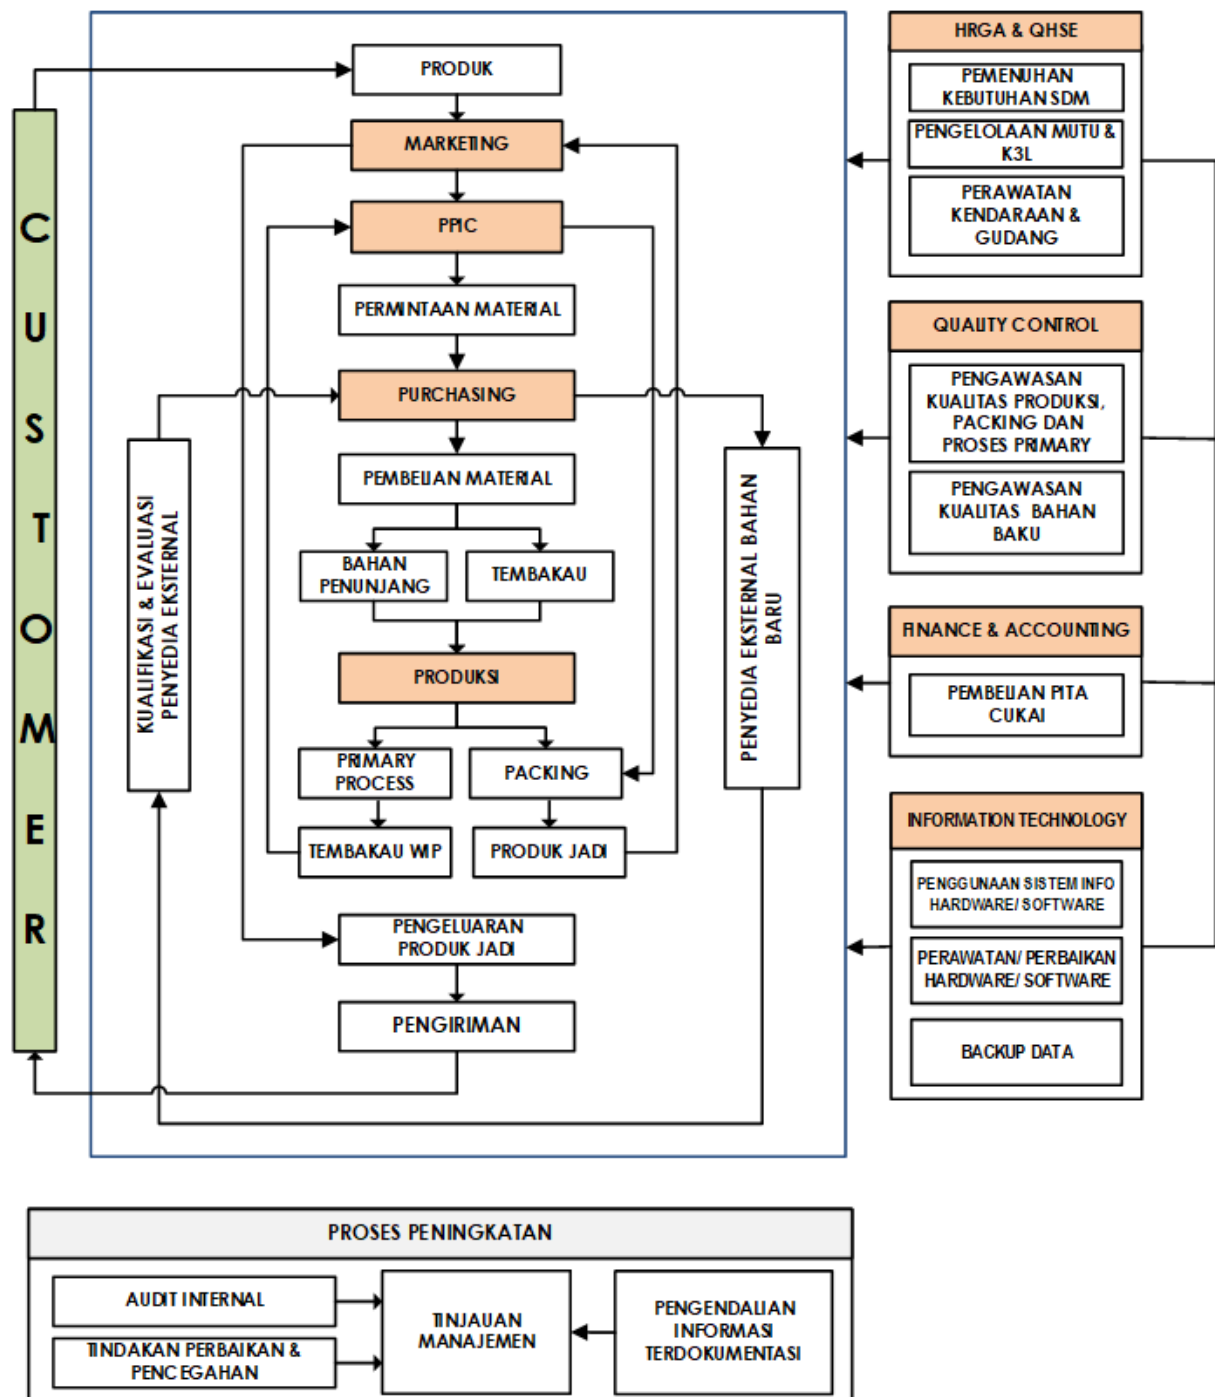 CUSTOMER
PRODUK
MARKETING
PPIC
PERMINTAAN MATERIAL
PURCHASING
PEMBELIAN MATERIAL
BAHAN
PENUNJANG
TEMBAKAU
PRODUKSI
PRIMARY
PROCESS
PACKING
TEMBAKAU WIP
PRODUK JADI
PENGELUARAN
PRODUK JADI
PENGIRIMAN
KUALIFIKASI & EVALUASI
PENYEDIA EKSTERNAL
PENYEDIA EKSTERNAL BAHAN
BARU
HRGA & QHSE
PEMENUHAN
KEBUTUHAN SDM
PENGELOLAAN MUTU &
K3L
PERAWATAN
KENDARAAN &
GUDANG
QUALITY CONTROL
PENGAWASAN
KUALITAS PRODUKSI,
PACKING DAN
PROSES PRIMARY
PENGAWASAN
KUALITAS BAHAN
BAKU
FINANCE & ACCOUNTING
PEMBELIAN PITA
CUKAI
INFORMATION TECHNOLOGY
PENGGUNAAN SISTEM INFO
HARDWARE/ SOFTWARE
PERAWATAN/ PERBAIKAN
HARDWARE/ SOFTWARE
BACKUP DATA
PROSES PENINGKATAN
AUDIT INTERNAL
TINDAKAN PERBAIKAN &
PENCEGAHAN
TINJAUAN
MANAJEMEN
PENGENDALIAN
INFORMASI
TERDOKUMENTASI